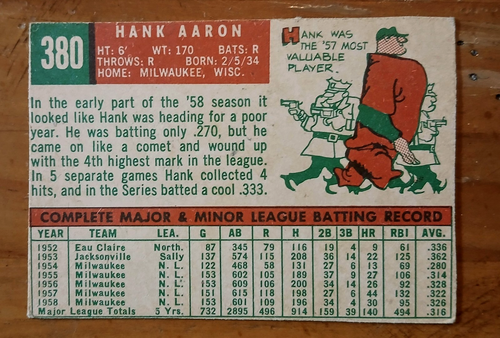 380
HANK AARON
HT: 6' WT: 170 BATS: R
THROWS: R BORN: 2/5/34
HOME: MILWAUKEE, WISC.
HANK WAS
THE '57 MOST
VALUABLE
PLAYER.
In the early part of the '58 season it
looked like Hank was heading for a poor
year. He was batting only .270, but he
came on like a comet and wound up
with the 4th highest mark in the league.
In 5 separate games Hank collected 4
hits, and in the Series batted a cool .333.
COMPLETE MAJOR & MINOR LEAGUE BATTING RECORD
YEAR TEAM LEA. G AB R H 2B 3B HR RBI AVG.
1952 Eau Claire North. 87 345 79 116 19 4 9 61 .336
1953 Jacksonville Sally 137 574 115 208 36 14 22 125 .362
1954 Milwaukee N. L. 122 468 58 131 27 6 13 69 .280
1955 Milwaukee N. L. 153 602 105 189 37 9 27 106 .314
1956 Milwaukee N. L. 153 609 106 200 34 14 26 92 .328
1957 Milwaukee N. L. 151 615 118 198 27 6 44 132 .322
1958 Milwaukee N. L. 153 601 109 196 34 4 30 95 .326
Major League Totals 5 Yrs. 732 2895 496 914 159 39 140 494 .316